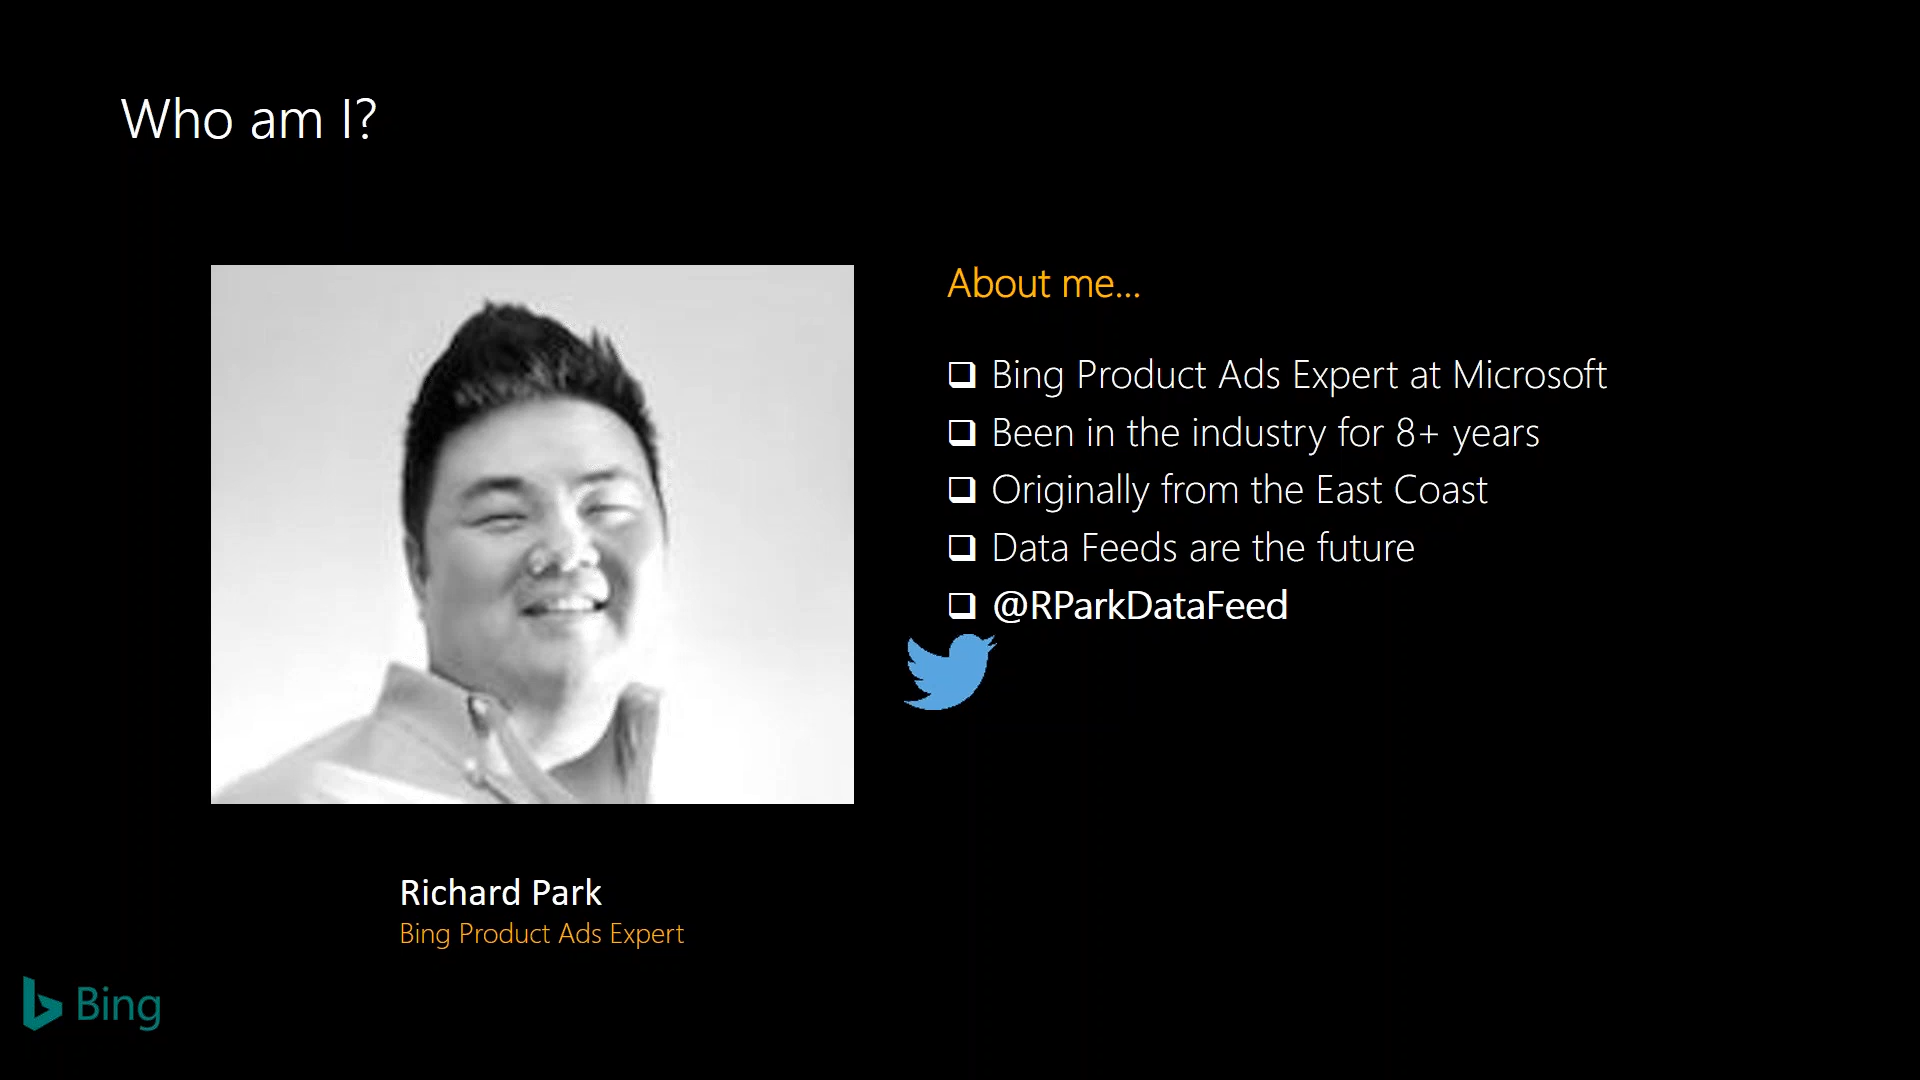 Who am I?
About me...
Bing Product Ads Expert at Microsoft
Been in the industry for 8+ years
Originally from the East Coast
Data Feeds are the future
@RParkDataFeed
Richard Park
Bing Product Ads Expert
Bing